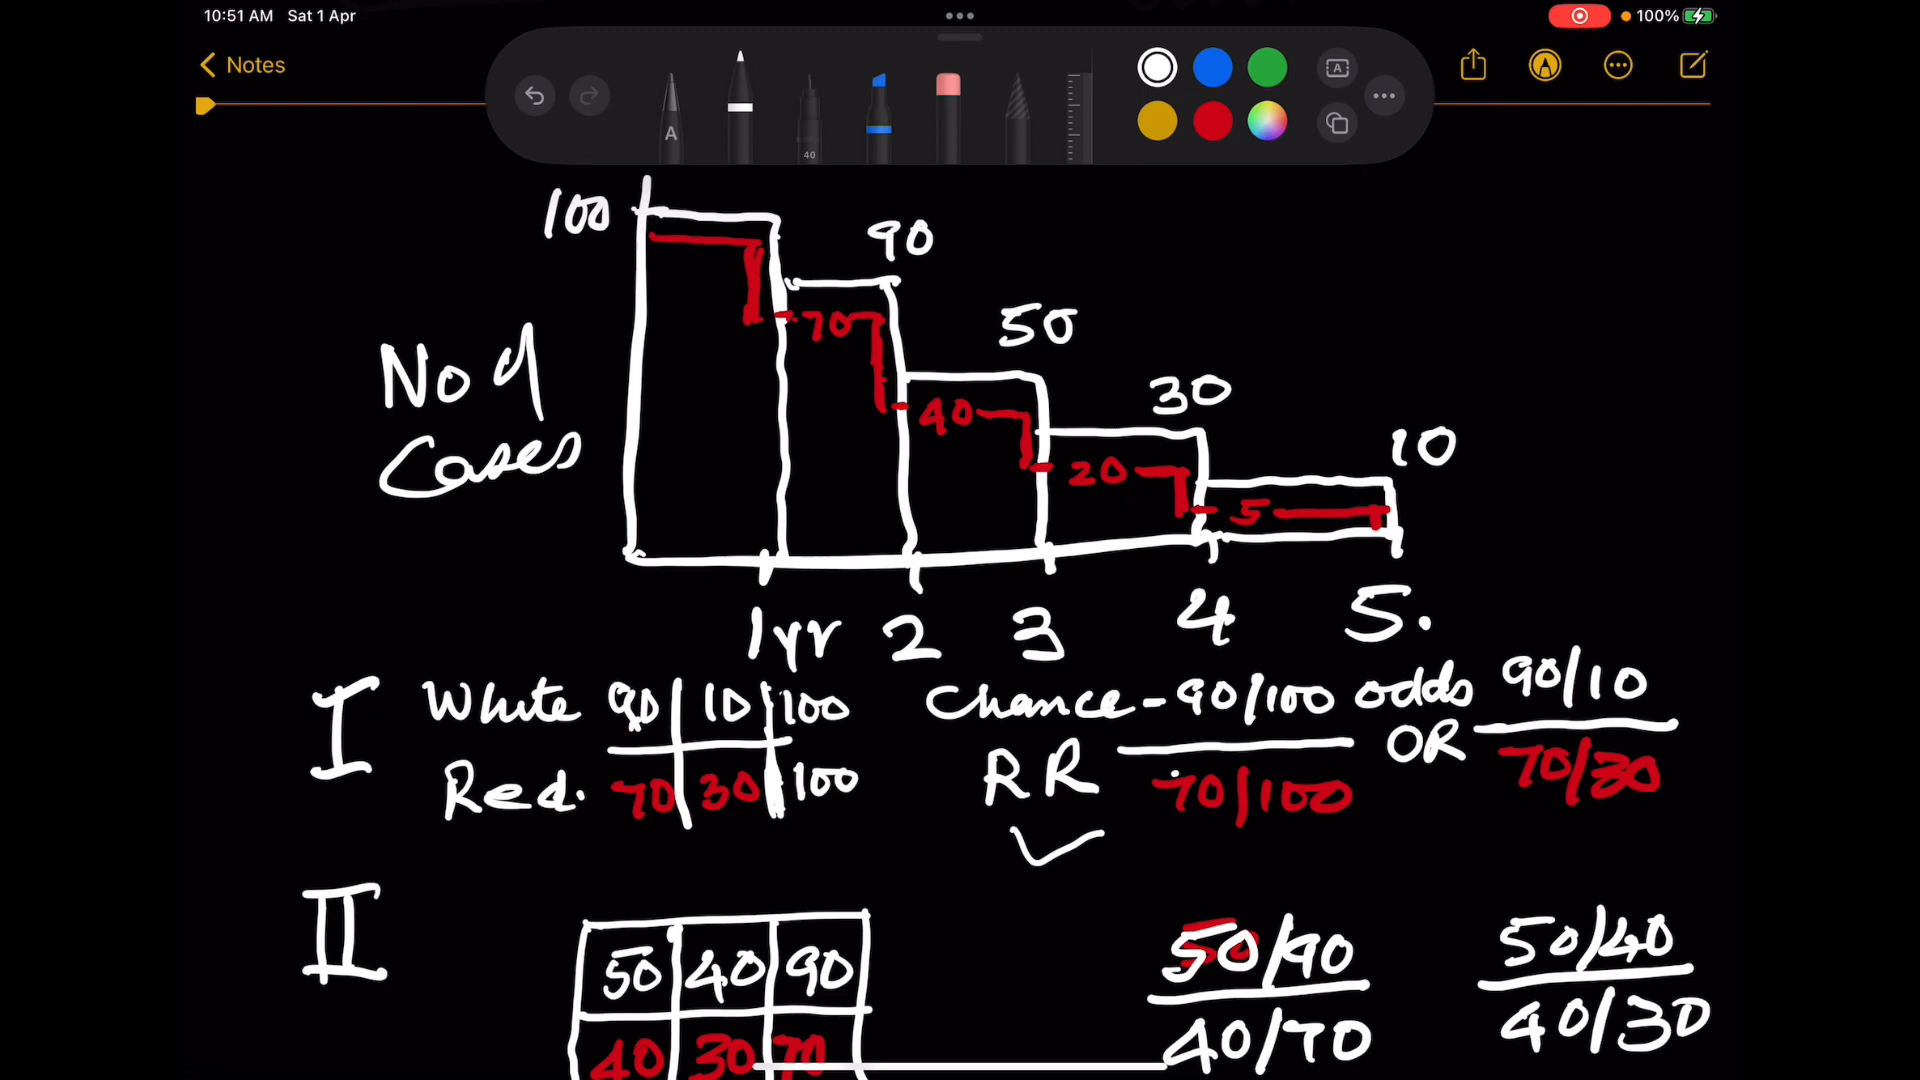 10:51 AM Sat 1 Apr
100%
Notes
A
40
A
100
90
70
50
No of
Cases
40
30
20
10
5
1yr 2 3 4 5.
I White 90 10 100 Chance - 90/100 odds 90/10
Red. 70 30 100 RR 70/100 OR 70/30
II 50 40 90 50/90 50/40
40 30 70 40/70 40/30